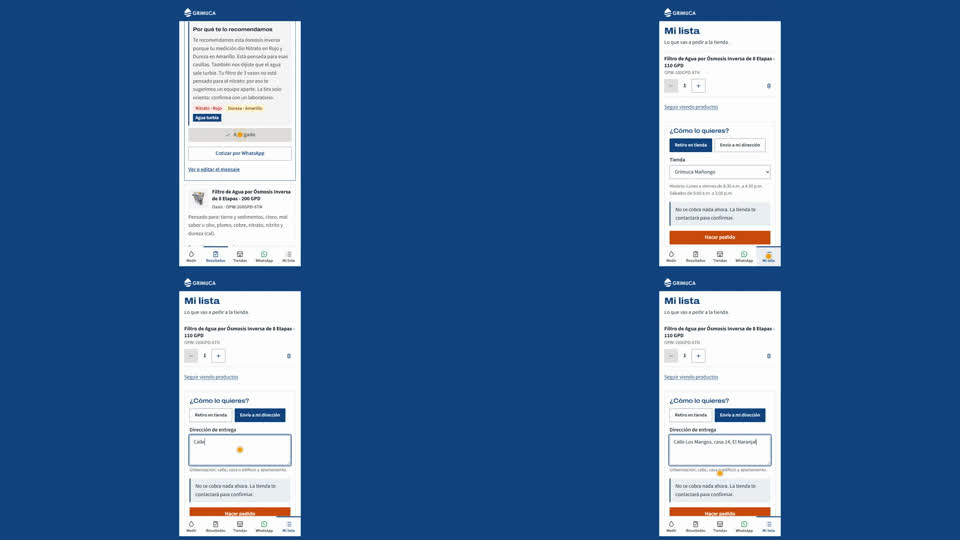 GRIMUCA
Por qué te lo recomendamos
Te recomendamos esta ósmosis inversa
porque tu medición dio Nitrato en Rojo y
Dureza en Amarillo. Está pensada para esas
casillas. También nos dijiste que el agua
sale turbia. Tu filtro de 3 vasos no está
pensado para el nitrato: por eso te
sugerimos un equipo aparte. La tira solo
orienta: confirma con un laboratorio.
Nitrato · Rojo
Dureza · Amarillo
Agua turbia
Cotizar por WhatsApp
Ver o editar el mensaje
Filtro de Agua por Ósmosis Inversa
de 8 Etapas - 200 GPD
Pensado para: tierra y sedimentos, cloro, mal
sabor u olor, plomo, cobre, nitrato, nitrito y
dureza (cal).
Medir
Resultados
Tiendas
WhatsApp
Mi lista
GRIMUCA
Mi lista
Lo que vas a pedir a la tienda.
Filtro de Agua por Ósmosis Inversa de 8 Etapas -
110 GPD
− 1 +
Seguir viendo productos
¿Cómo lo quieres?
Retiro en tienda
Envío a mi dirección
Tienda
Grimuca Mañongo
Horario: Lunes a viernes de 8:30 a.m. a 4:30 p.m.
Sábados de 9:00 a.m. a 2:00 p.m.
No se cobra nada ahora. La tienda te
contactará para confirmar.
Hacer pedido
Medir
Resultados
Tiendas
WhatsApp
Mi lista
GRIMUCA
Mi lista
Lo que vas a pedir a la tienda.
Filtro de Agua por Ósmosis Inversa de 8 Etapas -
110 GPD
− 1 +
Seguir viendo productos
¿Cómo lo quieres?
Retiro en tienda
Envío a mi dirección
Dirección de entrega
Calle
Urbanización, calle, casa o edificio y apartamento.
No se cobra nada ahora. La tienda te
contactará para confirmar.
Hacer pedido
Medir
Resultados
Tiendas
WhatsApp
Mi lista
GRIMUCA
Mi lista
Lo que vas a pedir a la tienda.
Filtro de Agua por Ósmosis Inversa de 8 Etapas -
110 GPD
− 1 +
Seguir viendo productos
¿Cómo lo quieres?
Retiro en tienda
Envío a mi dirección
Dirección de entrega
Calle Los Mangos, casa 14, El Naranjal
Urbanización, calle, casa o edificio y apartamento.
No se cobra nada ahora. La tienda te
contactará para confirmar.
Hacer pedido
Medir
Resultados
Tiendas
WhatsApp
Mi lista